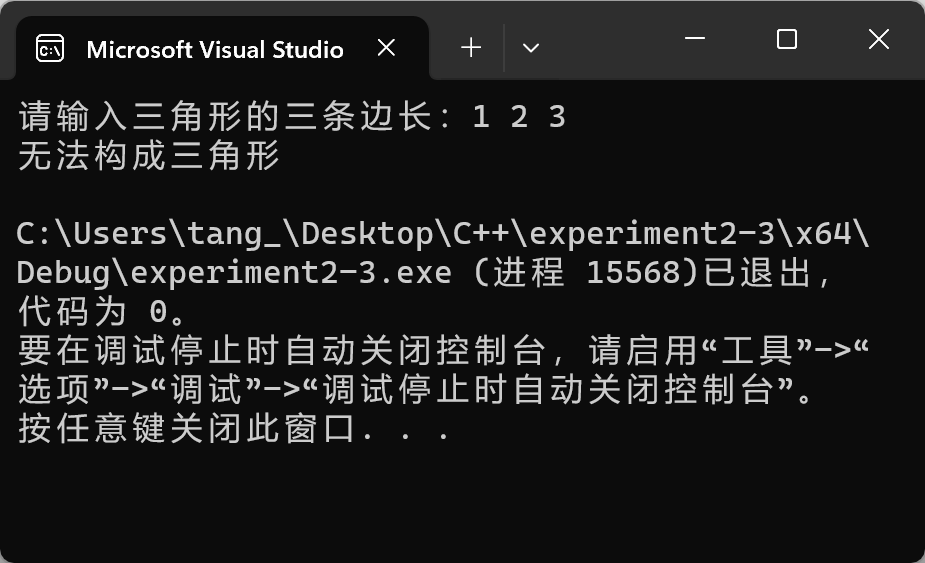 Microsoft Visual Studio
请输入三角形的三条边长：1 2 3
无法构成三角形
C:\Users\tang_\Desktop\C++\experiment2-3\x64\
Debug\experiment2-3.exe (进程 15568)已退出，
代码为 0。
要在调试停止时自动关闭控制台，请启用“工具”->“
选项”->“调试”->“调试停止时自动关闭控制台”。
按任意键关闭此窗口. . .